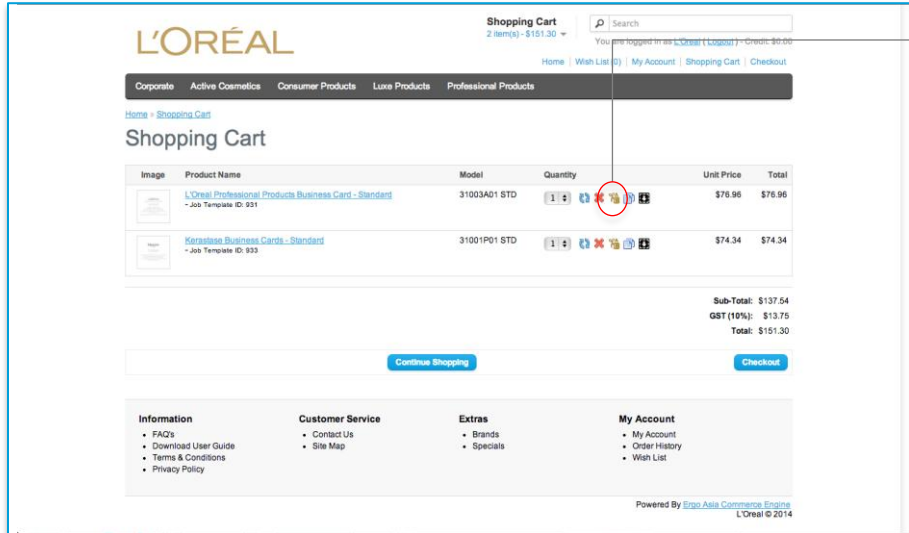 L'ORÉAL
Shopping Cart
2 item(s) - $151.30
Search
You are logged in as L'Oreal ( Logout ) - Credit: $0.00
Home | Wish List (0) | My Account | Shopping Cart | Checkout
Corporate Active Cosmetics Consumer Products Luxe Products Professional Products
Home » Shopping Cart
Shopping Cart
Image Product Name Model Quantity Unit Price Total
L'Oreal Professional Products Business Card - Standard 31003A01 STD 1 $76.96 $76.96
- Job Template ID: 931
Kerastase Business Cards - Standard 31001P01 STD 1 $74.34 $74.34
- Job Template ID: 933
Sub-Total: $137.54
GST (10%): $13.75
Total: $151.30
Continue Shopping Checkout
Information Customer Service Extras My Account
• FAQ's • Contact Us • Brands • My Account
• Download User Guide • Site Map • Specials • Order History
• Terms & Conditions • Wish List
• Privacy Policy
Powered By Ergo Asia Commerce Engine
L'Oreal © 2014